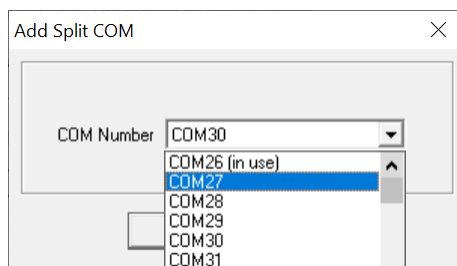 Add Split COM
COM Number COM30
COM26 (in use)
COM27
COM28
COM29
COM30
COM31